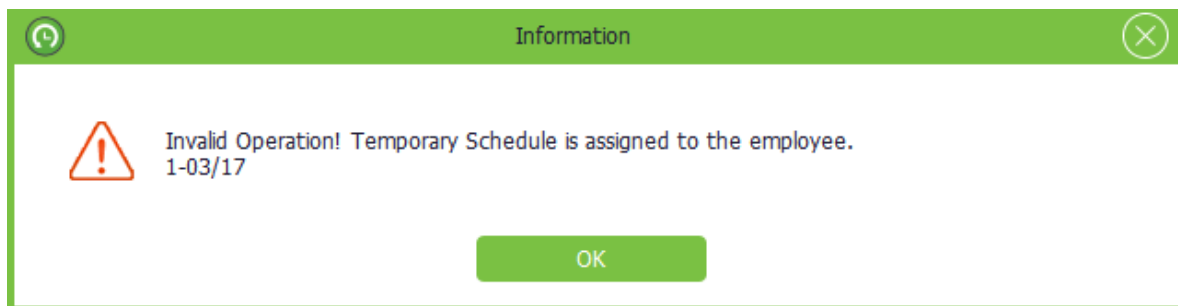 Information
Invalid Operation! Temporary Schedule is assigned to the employee.
1-03/17
OK